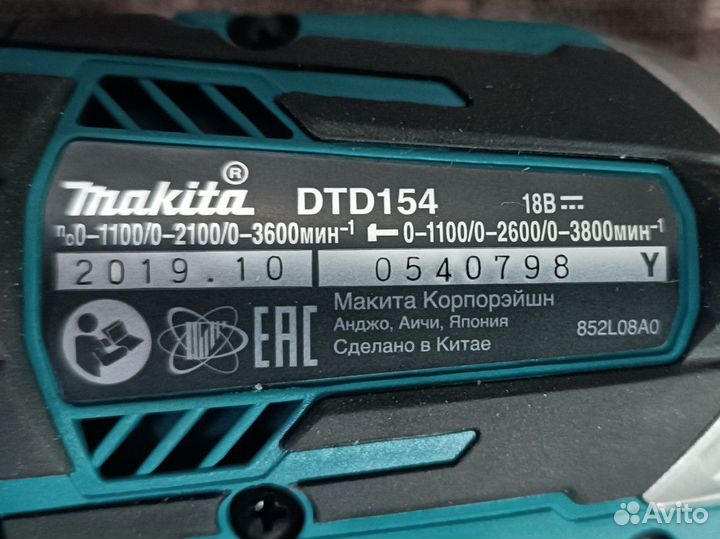 makita® DTD154 18В
n₀0-1100/0-2100/0-3600мин⁻¹ 0-1100/0-2600/0-3800мин⁻¹
2019.10 0540798 Y
Макита Корпорэйшн
Анджо, Аичи, Япония
Сделано в Китае 852L08A0
EAC
Avito